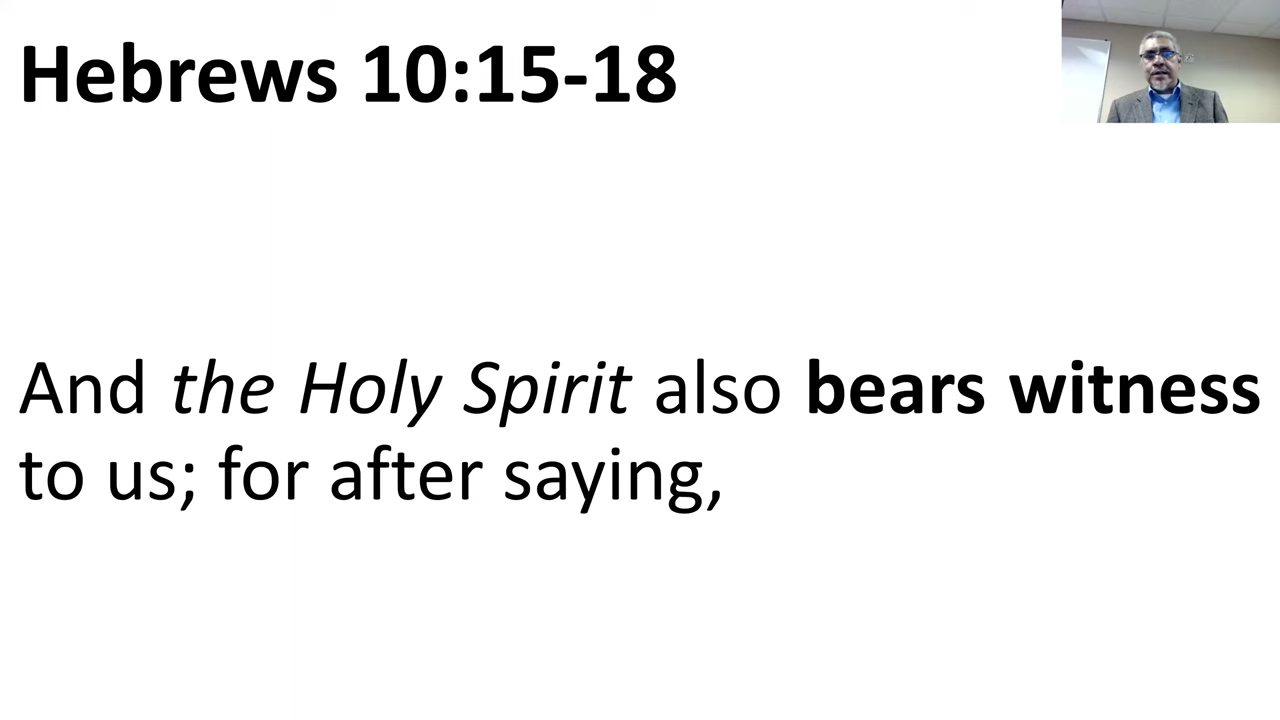 Hebrews 10:15-18
And the Holy Spirit also bears witness
to us; for after saying,